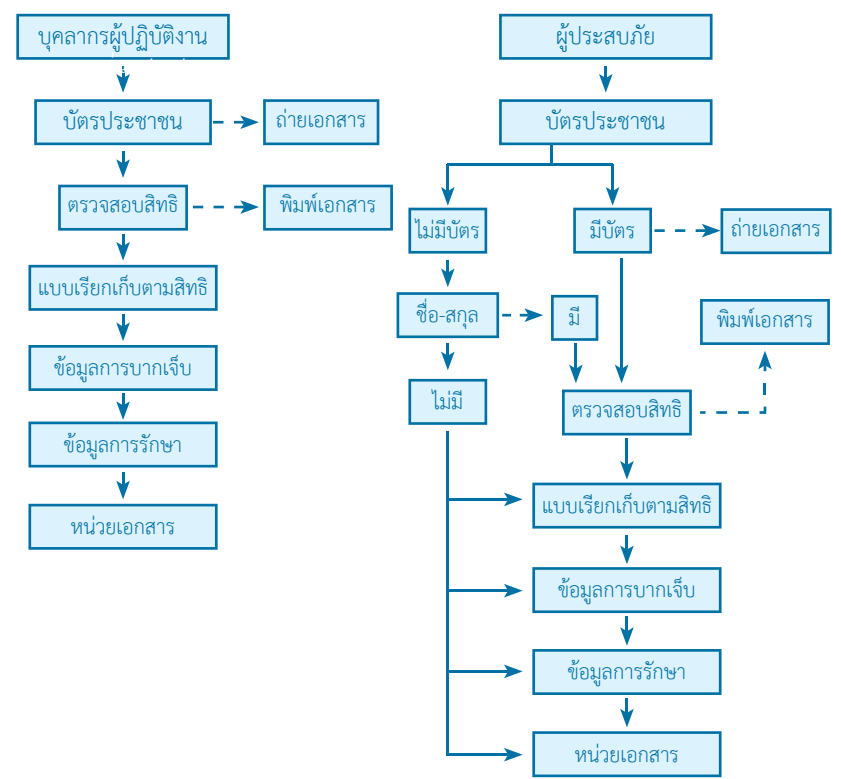 บุคลากรผู้ปฏิบัติงาน
บัตรประชาชน
ถ่ายเอกสาร
ตรวจสอบสิทธิ
พิมพ์เอกสาร
แบบเรียกเก็บตามสิทธิ
ข้อมูลการบาดเจ็บ
ข้อมูลการรักษา
หน่วยเอกสาร
ผู้ประสบภัย
บัตรประชาชน
ไม่มีบัตร
มีบัตร
ถ่ายเอกสาร
ชื่อ-สกุล
มี
พิมพ์เอกสาร
ไม่มี
ตรวจสอบสิทธิ
แบบเรียกเก็บตามสิทธิ
ข้อมูลการบาดเจ็บ
ข้อมูลการรักษา
หน่วยเอกสาร